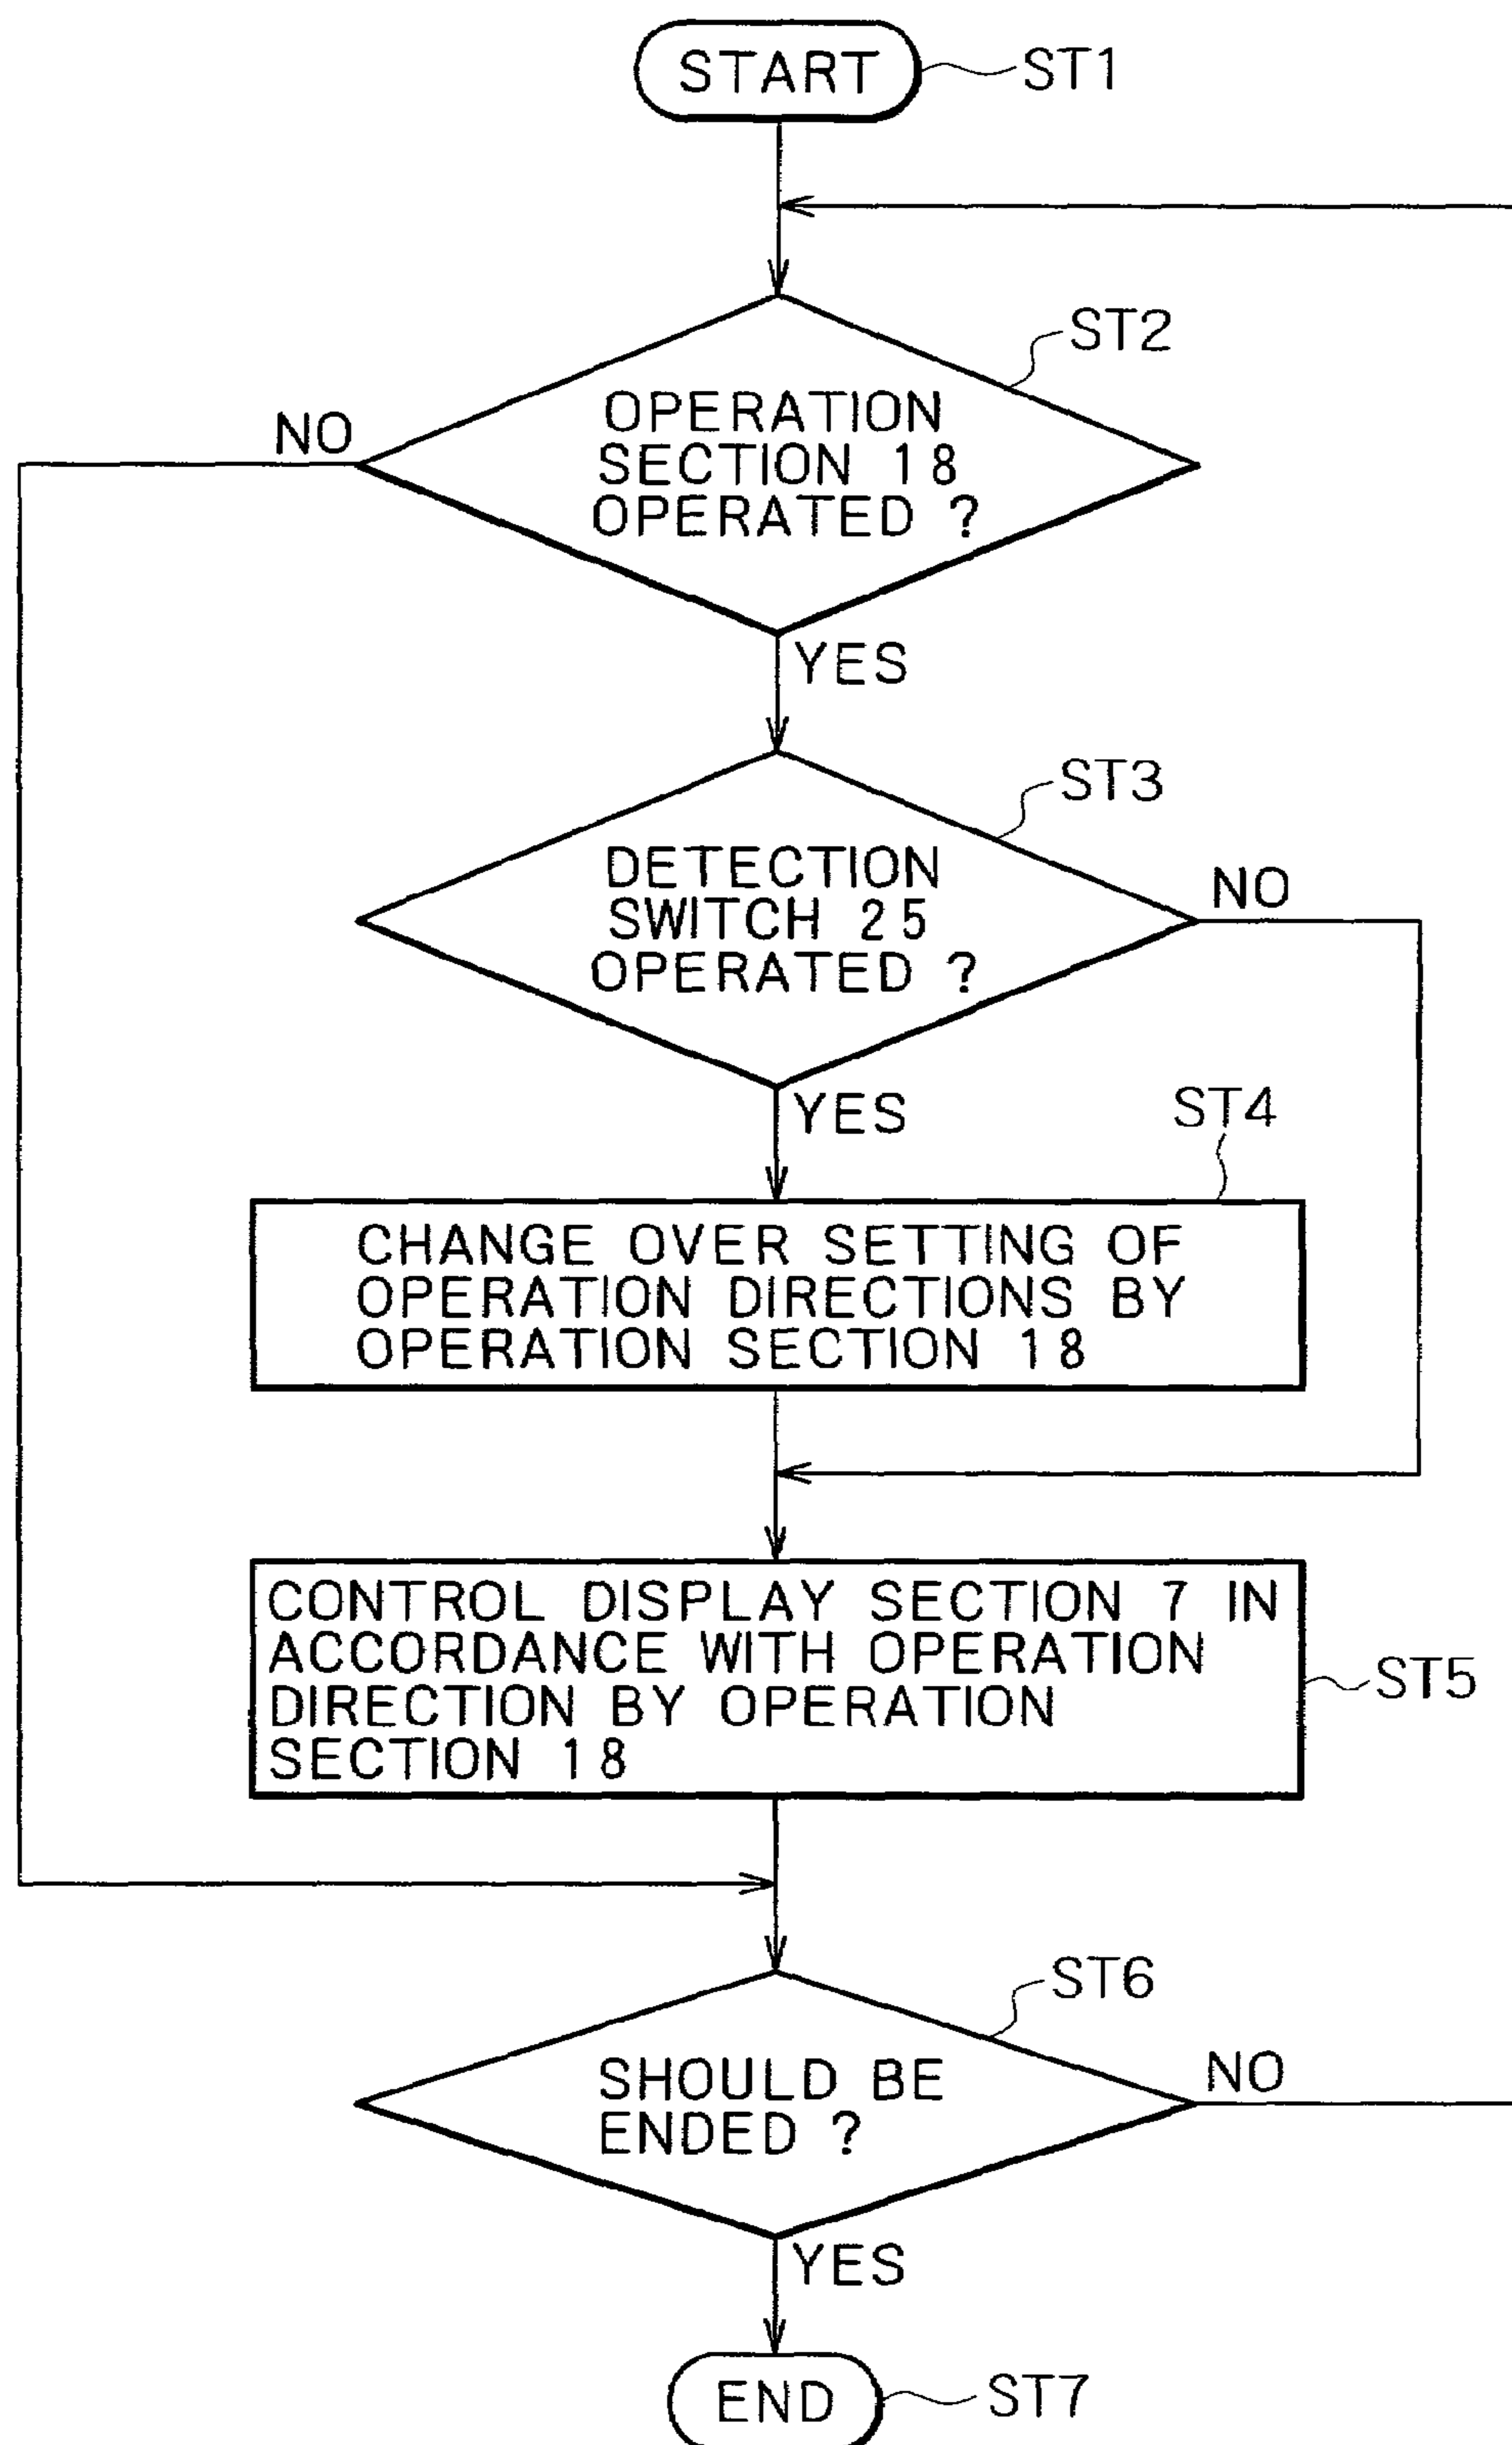 START
ST1
ST2
NO
OPERATION
SECTION 18
OPERATED ?
YES
ST3
DETECTION
SWITCH 25
OPERATED ?
NO
YES
ST4
CHANGE OVER SETTING OF
OPERATION DIRECTIONS BY
OPERATION SECTION 18
CONTROL DISPLAY SECTION 7 IN
ACCORDANCE WITH OPERATION
DIRECTION BY OPERATION
SECTION 18
ST5
ST6
SHOULD BE
ENDED ?
NO
YES
END
ST7